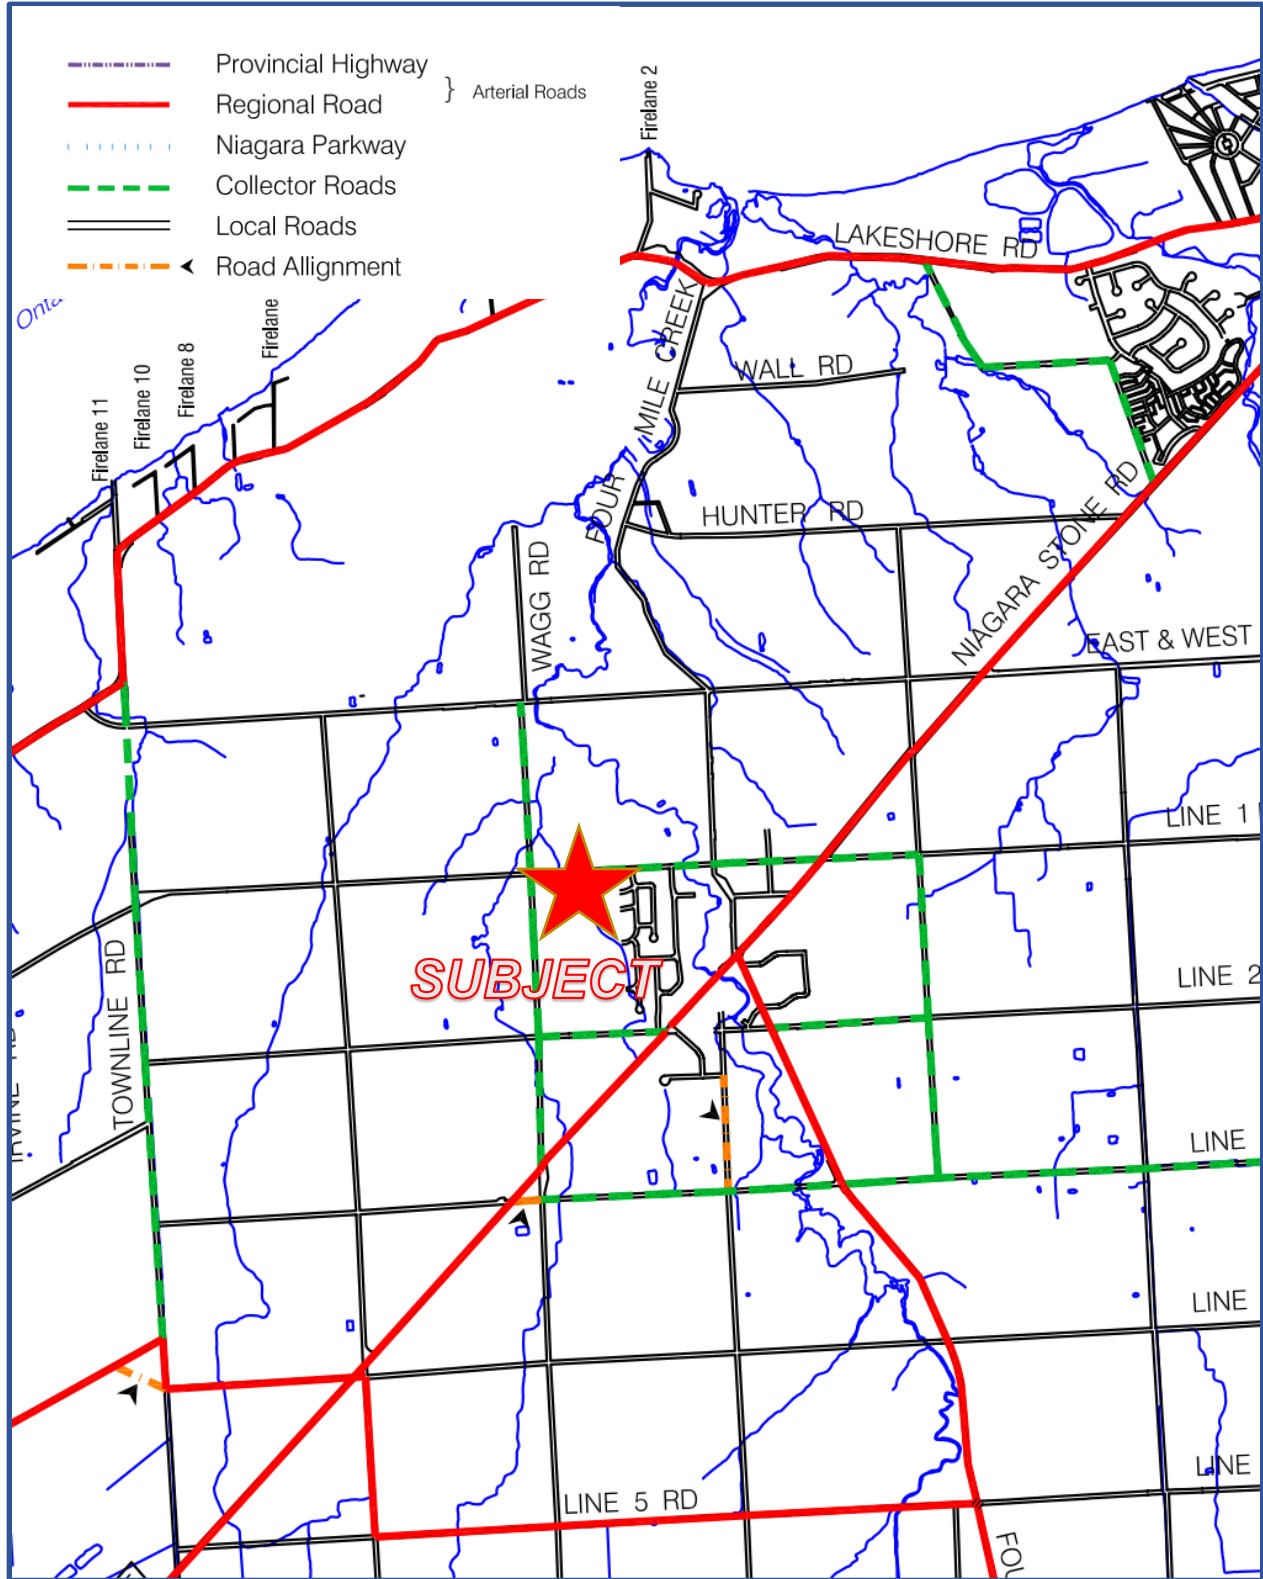 Provincial Highway
Regional Road
} Arterial Roads
Niagara Parkway
Collector Roads
Local Roads
Road Allignment
Firelane 2
LAKESHORE RD
Firelane
Firelane 8
Firelane 10
Firelane 11
FOUR MILE CREEK
WALL RD
HUNTER RD
NIAGARA STONE RD
WAGG RD
EAST & WEST
LINE 1
SUBJECT
TOWNLINE RD
LINE 2
LINE
LINE
LINE
LINE 5 RD